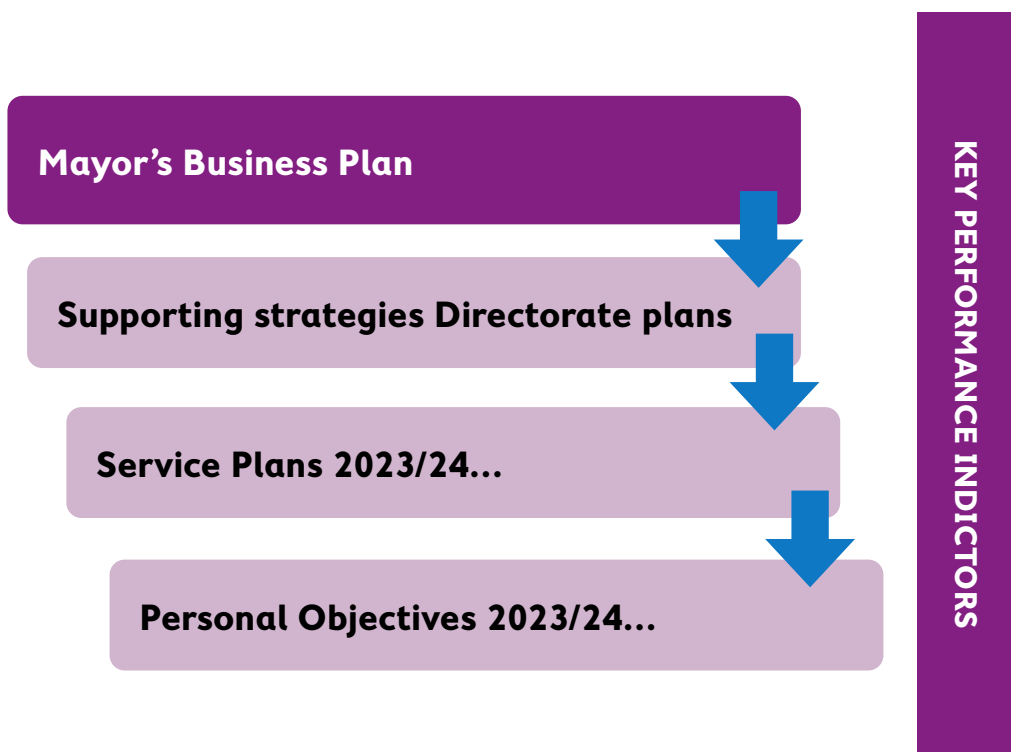 Mayor’s Business Plan
Supporting strategies Directorate plans
Service Plans 2023/24...
Personal Objectives 2023/24...
KEY PERFORMANCE INDICTORS